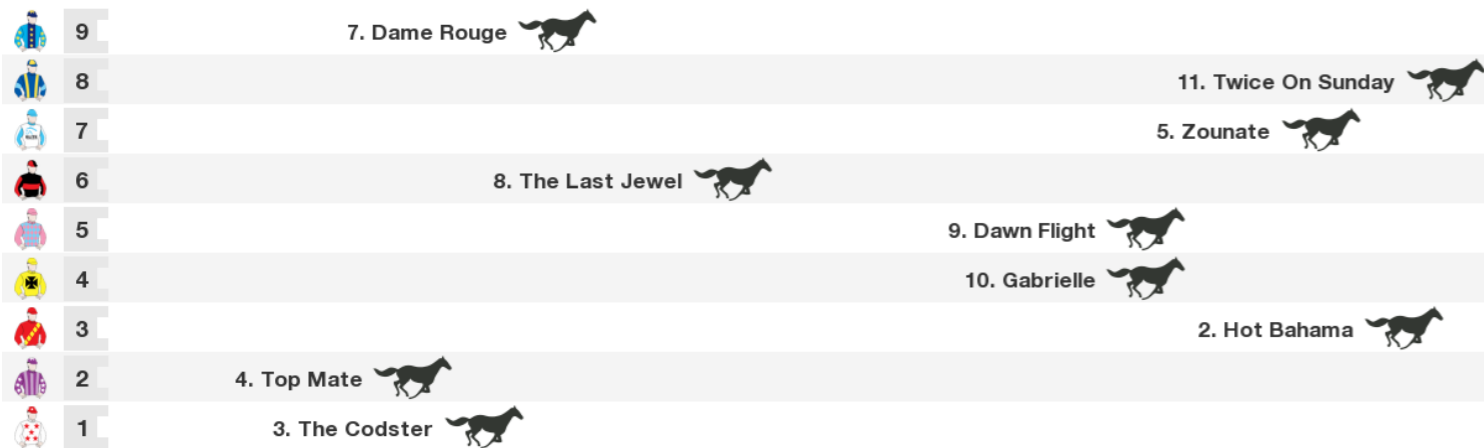 9 7. Dame Rouge
8 11. Twice On Sunday
7 5. Zounate
6 8. The Last Jewel
5 9. Dawn Flight
4 10. Gabrielle
3 2. Hot Bahama
2 4. Top Mate
1 3. The Codster